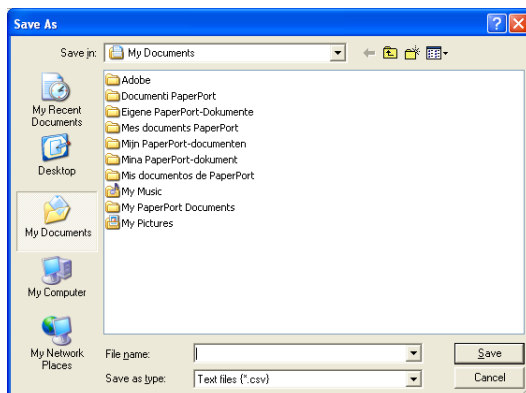 Save As
Save in: My Documents
My Recent Documents
Desktop
My Documents
My Computer
My Network Places
Adobe
Documenti PaperPort
Eigene PaperPort-Dokumente
Mes documents PaperPort
Mijn PaperPort-documenten
Mina PaperPort-dokument
Mis documentos de PaperPort
My Music
My PaperPort Documents
My Pictures
File name:
Save
Save as type: Text files {*.csv}
Cancel